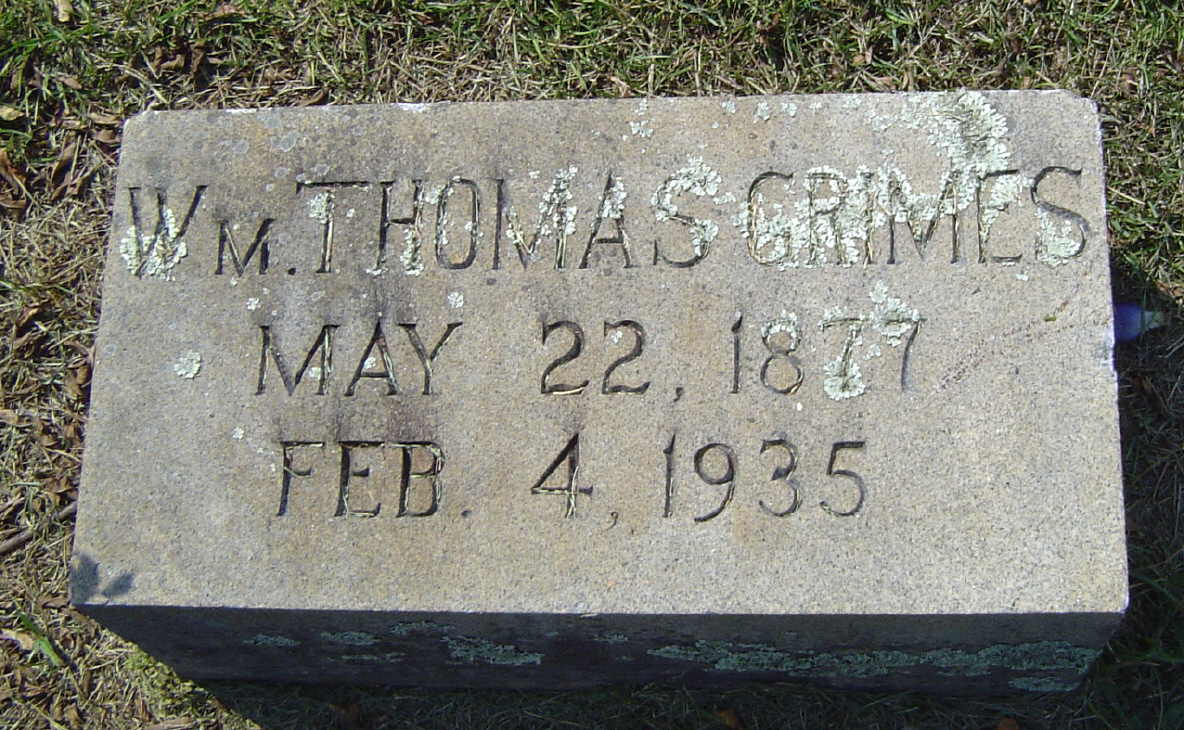 Wm. THOMAS GRIMES
MAY 22, 1877
FEB. 4, 1935